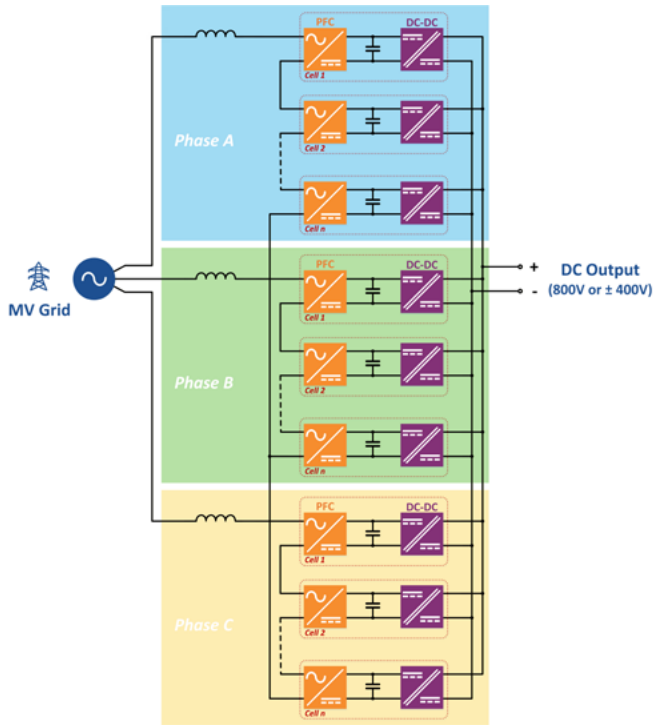 PFC
DC-DC
Cell 1
Phase A
Cell 2
Cell n
PFC
DC-DC
+
DC Output
-
(800V or ± 400V)
MV Grid
Cell 1
Phase B
Cell 2
Cell n
PFC
DC-DC
Cell 1
Phase C
Cell 2
Cell n